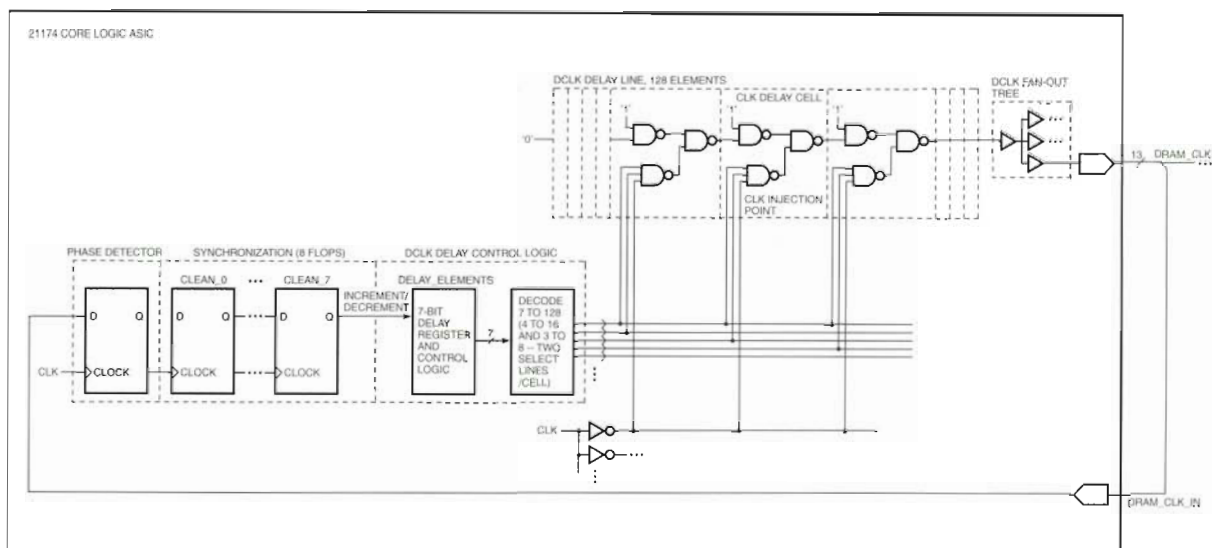 21174 CORE LOGIC ASIC
DCLK DELAY LINE, 128 ELEMENTS
DCLK FAN-OUT
TREE
CLK DELAY CELL
'1'
'1'
'1'
'0'
13
DRAM_CLK
CLK INJECTION
POINT
PHASE DETECTOR
SYNCHRONIZATION (8 FLOPS)
DCLK DELAY CONTROL LOGIC
CLEAN_0
CLEAN_7
INCREMENT/
DECREMENT
DELAY_ELEMENTS
D Q
D Q
D Q
7-BIT
DELAY
REGISTER
AND
CONTROL
LOGIC
7
DECODE
7 TO 128
(4 TO 16
AND 3 TO
8 – TWO
SELECT
LINES
/CELL)
CLK
CLOCK
CLOCK
CLOCK
CLK
DRAM_CLK_IN